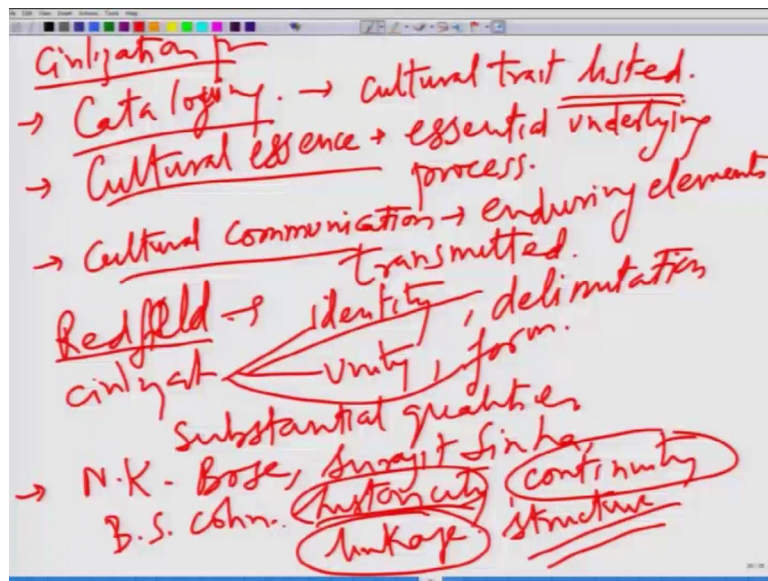 Civilization
→ Cataloging. → Cultural trait listed.
→ Cultural essence → essential underlying
process.
→ Cultural communication → enduring elements
transmitted.
Redfield → identity, delimitation
civilizat unity, form.
substantial qualities
→ N.K. Bose, Surajit Sinha, continuity
B.S. Cohn. historicity structure
linkage